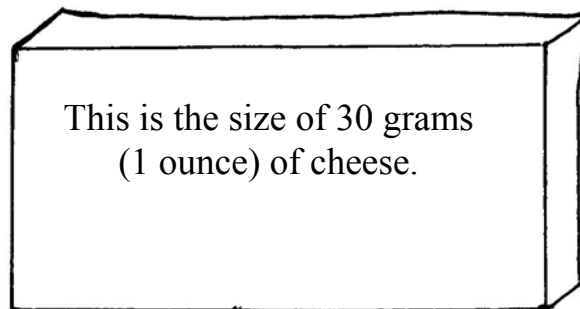 This is the size of 30 grams
(1 ounce) of cheese.